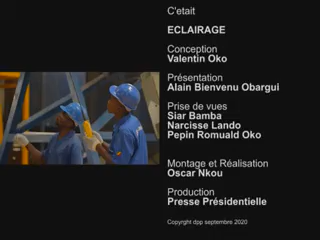 C'etait
ECLAIRAGE
Conception
Valentin Oko
Présentation
Alain Bienvenu Obargui
Prise de vues
Siar Bamba
Narcisse Lando
Pepin Romuald Oko
Montage et Réalisation
Oscar Nkou
Production
Presse Présidentielle
Copyrght dpp septembre 2020